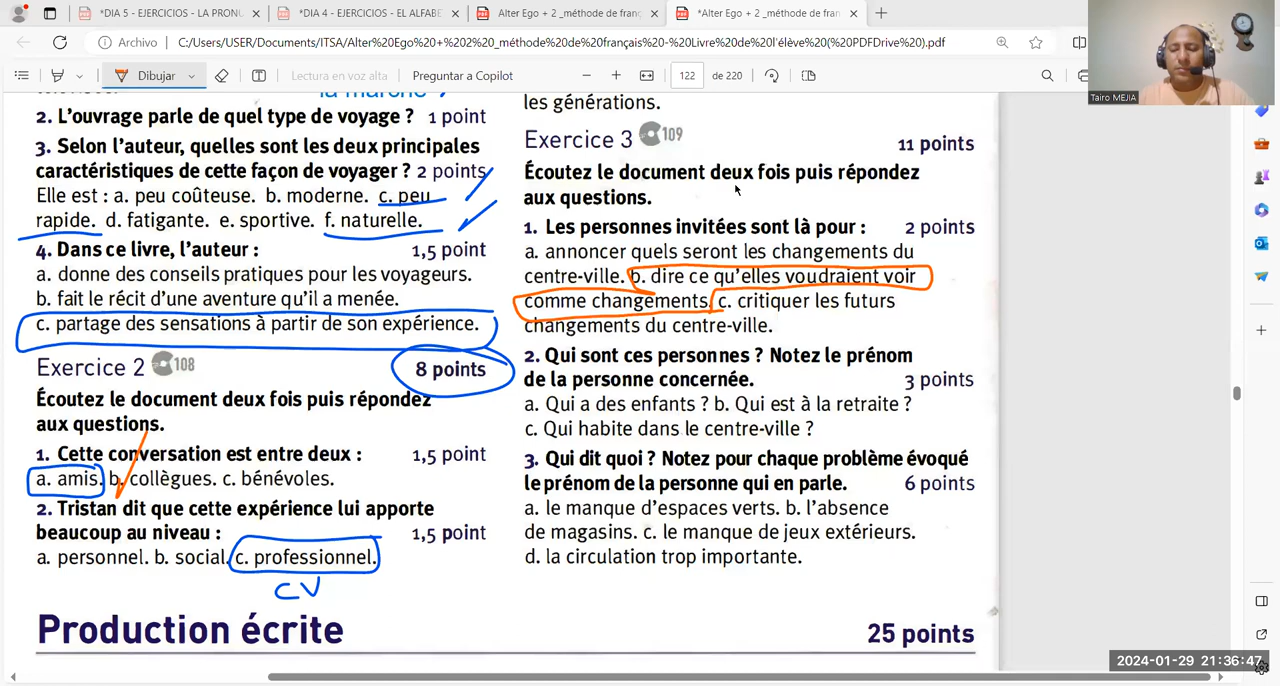 *DIA 5 - EJERCICIOS - LA PRONU
*DIA 4 - EJERCICIOS - EL ALFABE
Alter Ego + 2 _méthode de franç
*Alter Ego + 2 _méthode de fran
Archivo
C:/Users/USER/Documents/ITSA/Alter%20Ego%20+%202%20_méthode%20de%20français%20-%20Livre%20de%20l'élève%20(%20PDFDrive%20).pdf
Dibujar
Lectura en voz alta
Preguntar a Copilot
122
de 220
Tairo MEJIA
la marche
2. L'ouvrage parle de quel type de voyage ? 1 point
3. Selon l'auteur, quelles sont les deux principales
caractéristiques de cette façon de voyager ? 2 points
Elle est : a. peu coûteuse. b. moderne. c. peu
rapide. d. fatigante. e. sportive. f. naturelle.
4. Dans ce livre, l'auteur : 1,5 point
a. donne des conseils pratiques pour les voyageurs.
b. fait le récit d'une aventure qu'il a menée.
c. partage des sensations à partir de son expérience.
Exercice 2 108 8 points
Écoutez le document deux fois puis répondez
aux questions.
1. Cette conversation est entre deux : 1,5 point
a. amis. b. collègues. c. bénévoles.
2. Tristan dit que cette expérience lui apporte
beaucoup au niveau : 1,5 point
a. personnel. b. social. c. professionnel.
CV
les générations.
Exercice 3 109 11 points
Écoutez le document deux fois puis répondez
aux questions.
1. Les personnes invitées sont là pour : 2 points
a. annoncer quels seront les changements du
centre-ville. b. dire ce qu'elles voudraient voir
comme changements. c. critiquer les futurs
changements du centre-ville.
2. Qui sont ces personnes ? Notez le prénom
de la personne concernée. 3 points
a. Qui a des enfants ? b. Qui est à la retraite ?
c. Qui habite dans le centre-ville ?
3. Qui dit quoi ? Notez pour chaque problème évoqué
le prénom de la personne qui en parle. 6 points
a. le manque d'espaces verts. b. l'absence
de magasins. c. le manque de jeux extérieurs.
d. la circulation trop importante.
Production écrite 25 points
2024-01-29 21:36:47